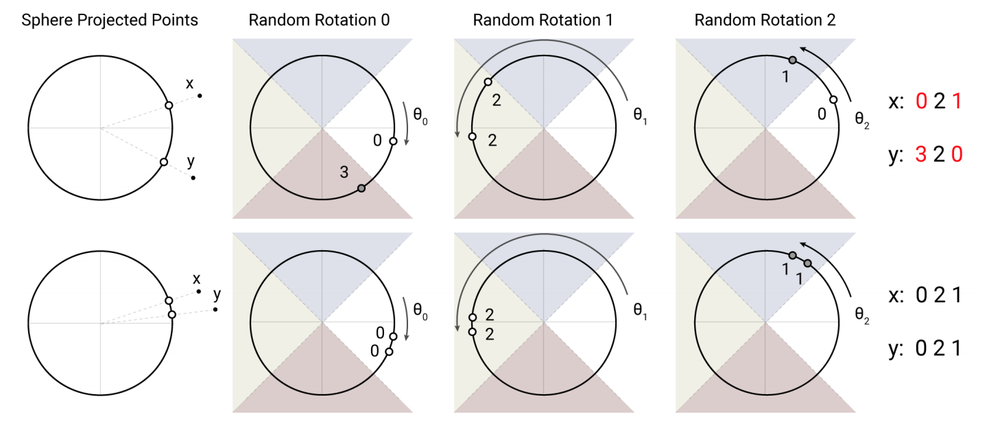 Sphere Projected Points
Random Rotation 0
Random Rotation 1
Random Rotation 2
x
y
0
3
θ0
2
2
θ1
1
0
θ2
x: 0 2 1
y: 3 2 0
x
y
0
0
θ0
2
2
θ1
1
1
θ2
x: 0 2 1
y: 0 2 1